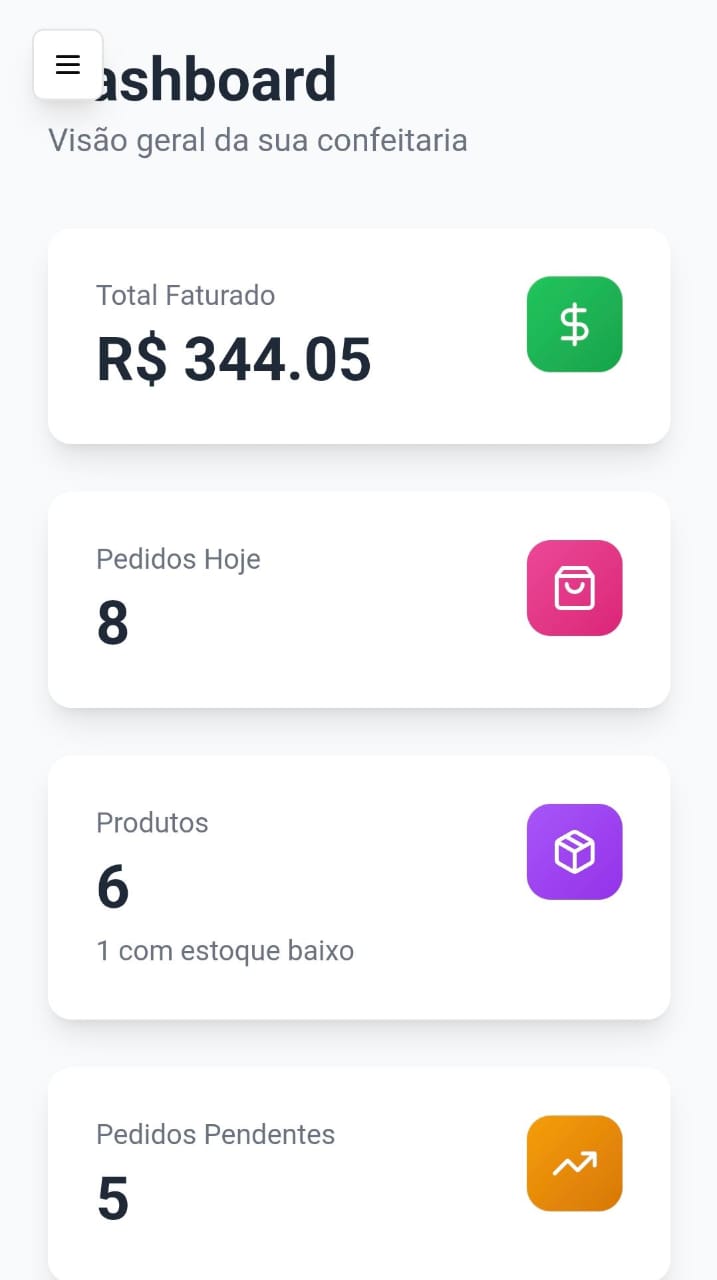 ashboard
Visão geral da sua confeitaria
Total Faturado
R$ 344.05
Pedidos Hoje
8
Produtos
6
1 com estoque baixo
Pedidos Pendentes
5